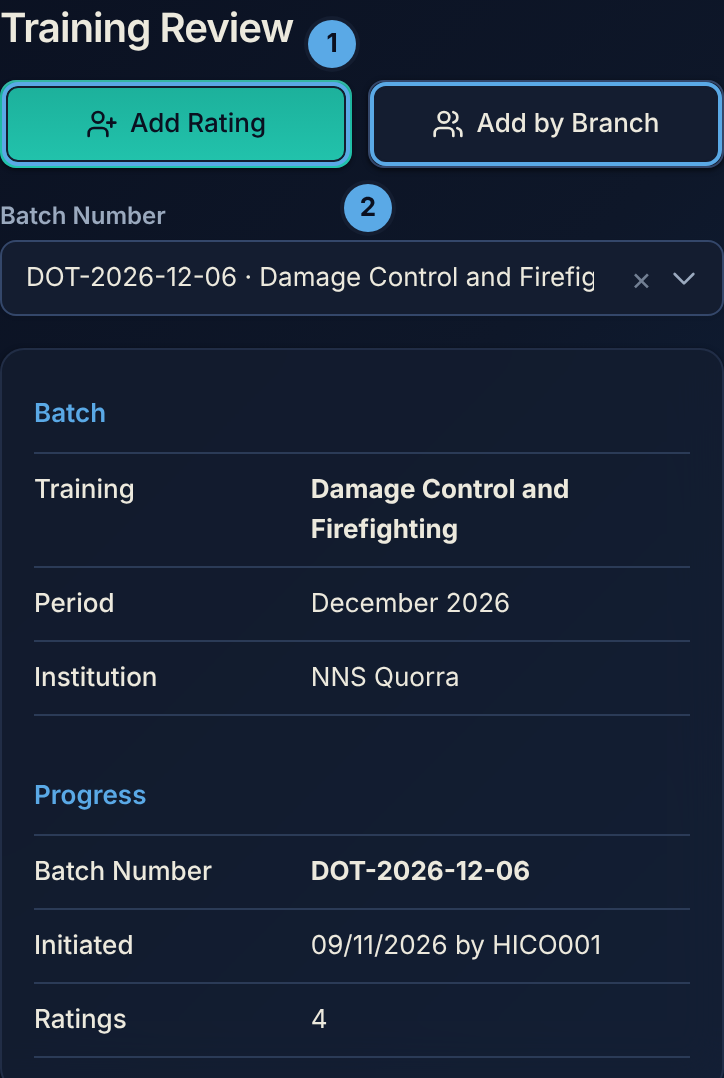 Training Review
1
Add Rating
Add by Branch
Batch Number
2
DOT-2026-12-06 · Damage Control and Firefig
Batch
Training
Damage Control and
Firefighting
Period
December 2026
Institution
NNS Quorra
Progress
Batch Number
DOT-2026-12-06
Initiated
09/11/2026 by HICO001
Ratings
4